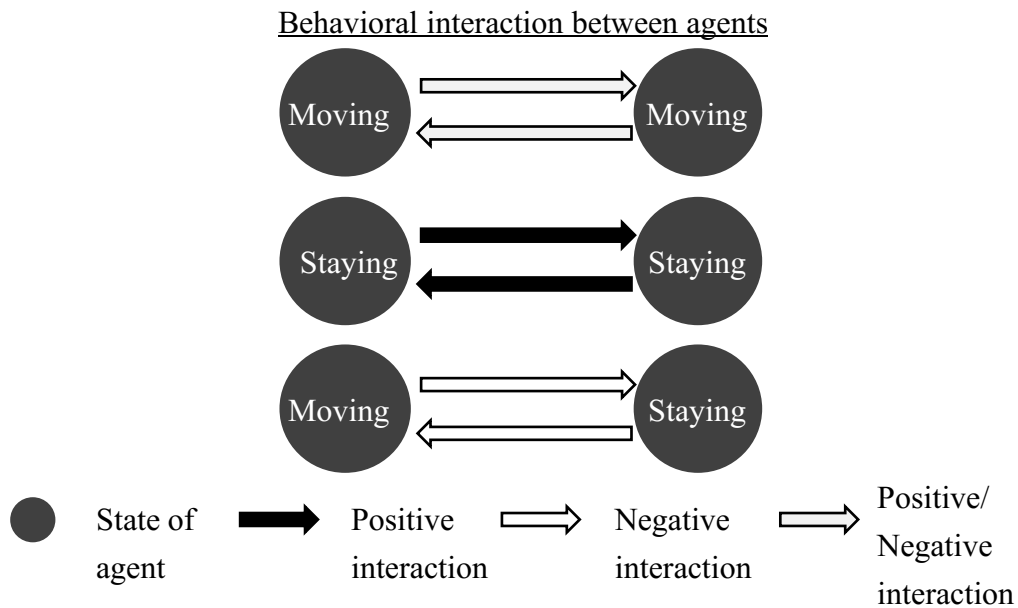 Behavioral interaction between agents
Moving
Moving
Staying
Staying
Moving
Staying
State of
agent
Positive
interaction
Negative
interaction
Positive/
Negative
interaction